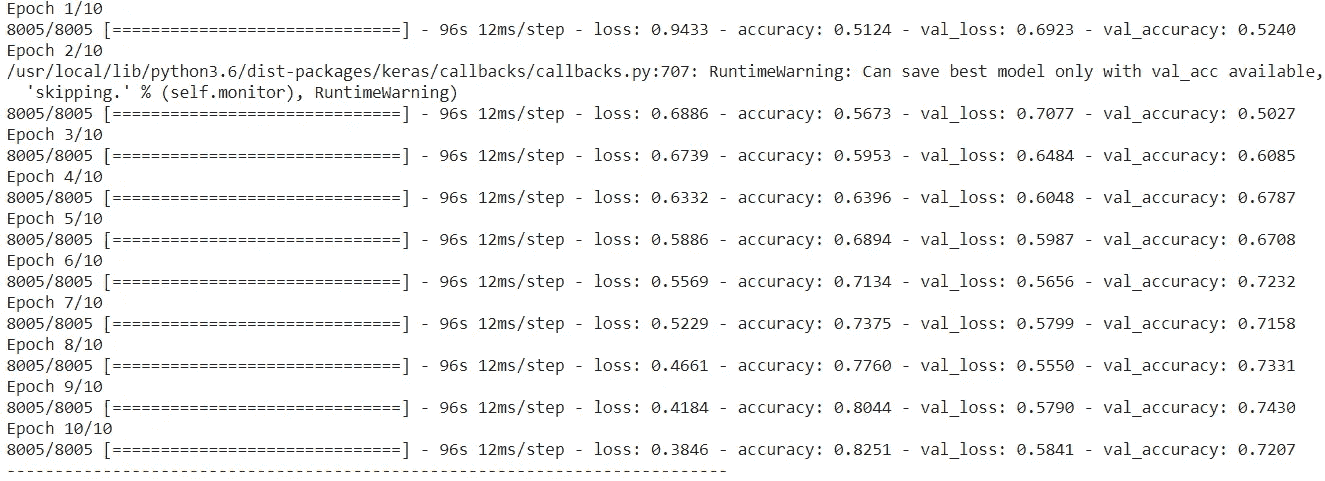 Epoch 1/10
8005/8005 [==============================] - 96s 12ms/step - loss: 0.9433 - accuracy: 0.5124 - val_loss: 0.6923 - val_accuracy: 0.5240
Epoch 2/10
/usr/local/lib/python3.6/dist-packages/keras/callbacks/callbacks.py:707: RuntimeWarning: Can save best model only with val_acc available,
  'skipping.' % (self.monitor), RuntimeWarning)
8005/8005 [==============================] - 96s 12ms/step - loss: 0.6886 - accuracy: 0.5673 - val_loss: 0.7077 - val_accuracy: 0.5027
Epoch 3/10
8005/8005 [==============================] - 96s 12ms/step - loss: 0.6739 - accuracy: 0.5953 - val_loss: 0.6484 - val_accuracy: 0.6085
Epoch 4/10
8005/8005 [==============================] - 96s 12ms/step - loss: 0.6332 - accuracy: 0.6396 - val_loss: 0.6048 - val_accuracy: 0.6787
Epoch 5/10
8005/8005 [==============================] - 96s 12ms/step - loss: 0.5886 - accuracy: 0.6894 - val_loss: 0.5987 - val_accuracy: 0.6708
Epoch 6/10
8005/8005 [==============================] - 96s 12ms/step - loss: 0.5569 - accuracy: 0.7134 - val_loss: 0.5656 - val_accuracy: 0.7232
Epoch 7/10
8005/8005 [==============================] - 96s 12ms/step - loss: 0.5229 - accuracy: 0.7375 - val_loss: 0.5799 - val_accuracy: 0.7158
Epoch 8/10
8005/8005 [==============================] - 96s 12ms/step - loss: 0.4661 - accuracy: 0.7760 - val_loss: 0.5550 - val_accuracy: 0.7331
Epoch 9/10
8005/8005 [==============================] - 96s 12ms/step - loss: 0.4184 - accuracy: 0.8044 - val_loss: 0.5790 - val_accuracy: 0.7430
Epoch 10/10
8005/8005 [==============================] - 96s 12ms/step - loss: 0.3846 - accuracy: 0.8251 - val_loss: 0.5841 - val_accuracy: 0.7207
---------------------------------------------------------------------------